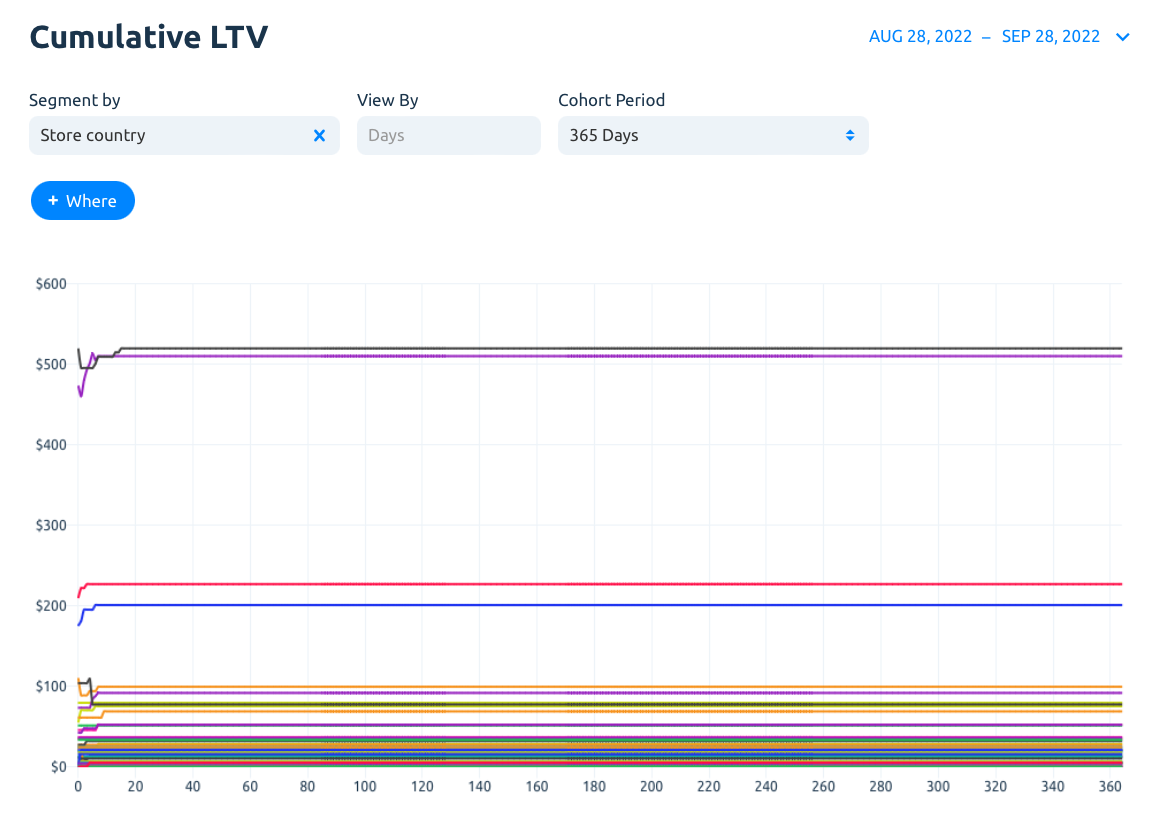 Cumulative LTV
AUG 28, 2022 – SEP 28, 2022
Segment by
View By
Cohort Period
Store country
Days
365 Days
+ Where
$600
$500
$400
$300
$200
$100
$0
0 20 40 60 80 100 120 140 160 180 200 220 240 260 280 300 320 340 360